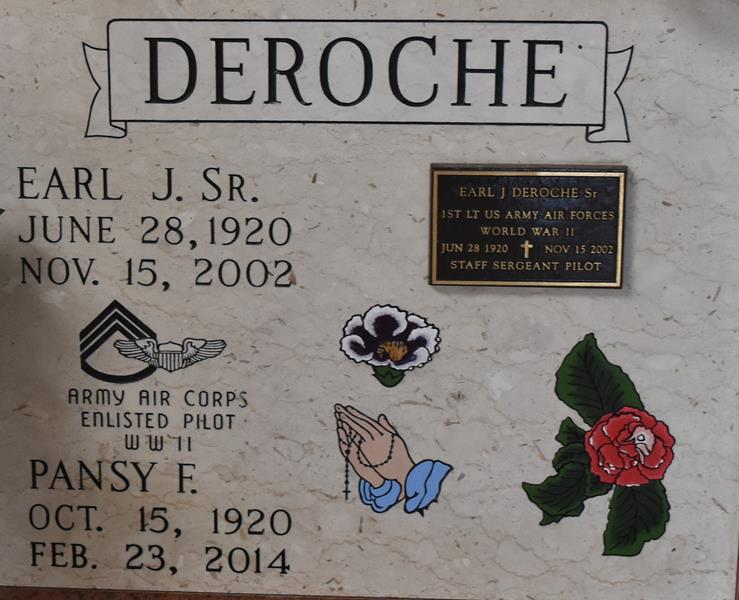 DEROCHE
EARL J. SR.
JUNE 28, 1920
NOV. 15, 2002
EARL J DEROCHE Sr
1ST LT US ARMY AIR FORCES
WORLD WAR II
JUN 28 1920 NOV 15 2002
STAFF SERGEANT PILOT
ARMY AIR CORPS
ENLISTED PILOT
WW II
PANSY F.
OCT. 15, 1920
FEB. 23, 2014